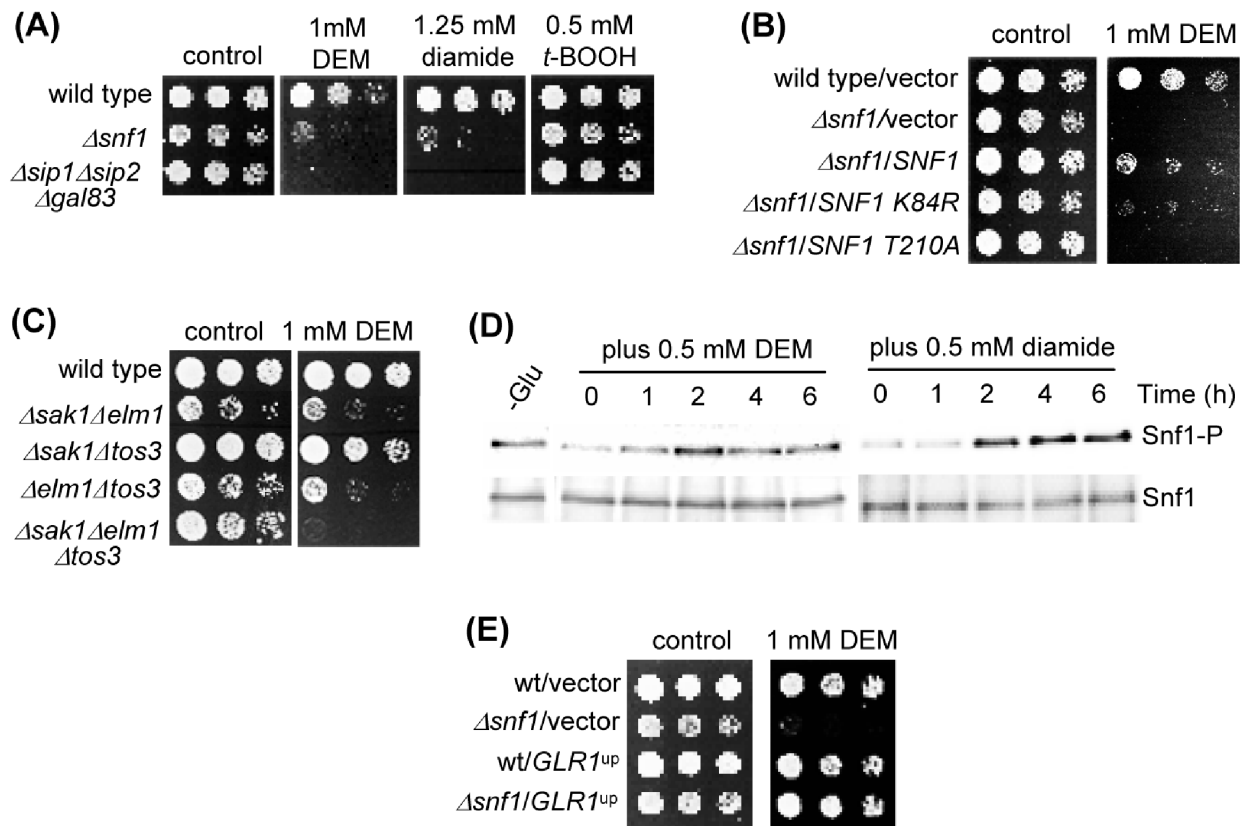 (A)
control
1mM
DEM
1.25 mM
diamide
0.5 mM
t-BOOH
wild type
Δsnf1
Δsip1Δsip2
Δgal83
(B)
control
1 mM DEM
wild type/vector
Δsnf1/vector
Δsnf1/SNF1
Δsnf1/SNF1 K84R
Δsnf1/SNF1 T210A
(C)
control
1 mM DEM
wild type
Δsak1Δelm1
Δsak1Δtos3
Δelm1Δtos3
Δsak1Δelm1
Δtos3
(D)
-Glu
plus 0.5 mM DEM
plus 0.5 mM diamide
0 1 2 4 6
0 1 2 4 6
Time (h)
Snf1-P
Snf1
(E)
control
1 mM DEM
wt/vector
Δsnf1/vector
wt/GLR1up
Δsnf1/GLR1up